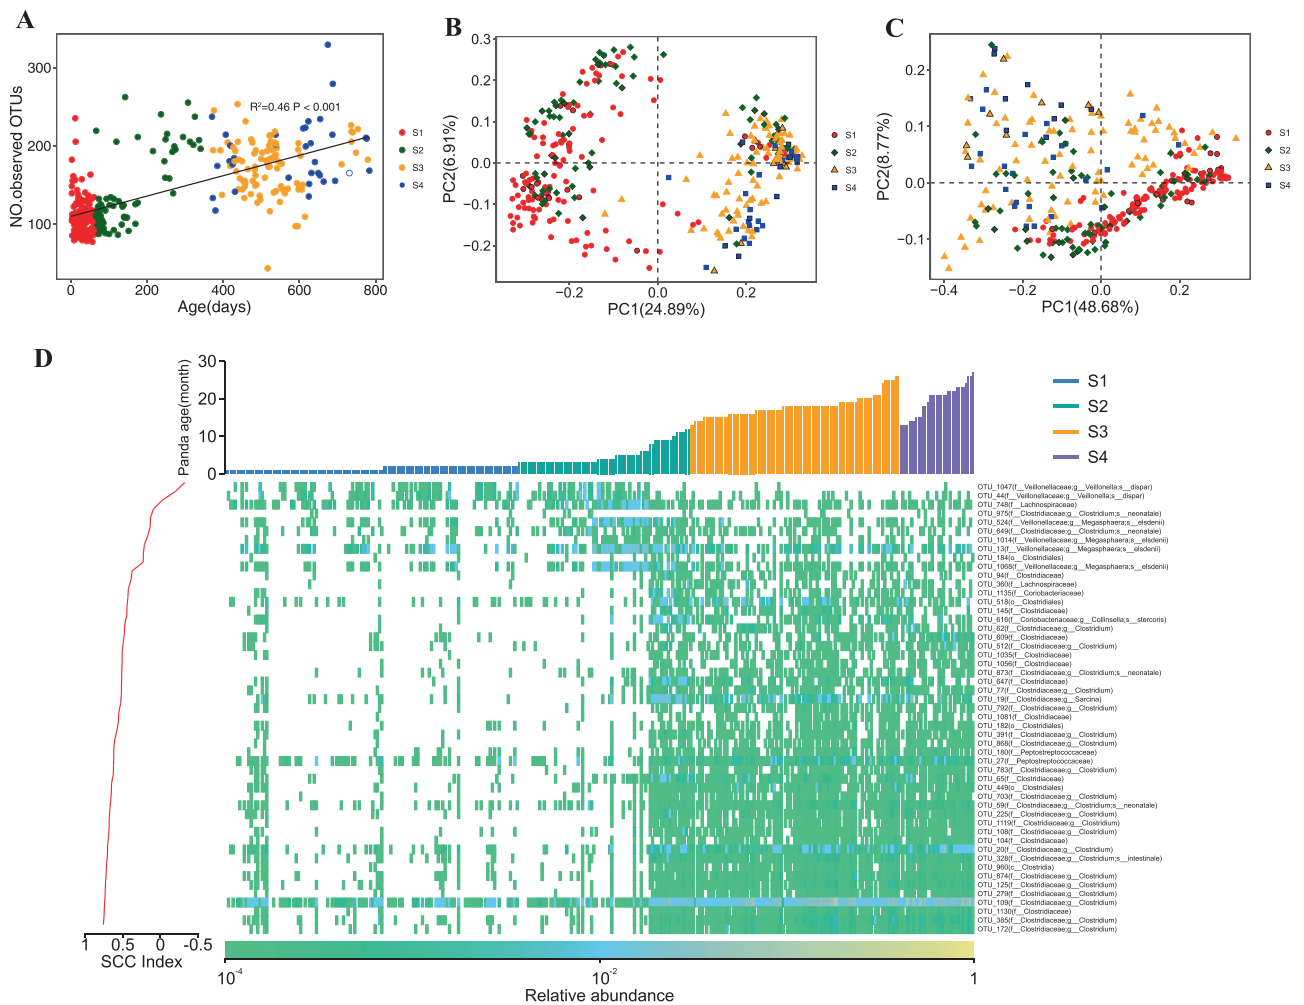 A
NO.observed OTUs
300
200
100
R²=0.46 P < 0.001
0
200
400
600
800
Age(days)
S1
S2
S3
S4
B
PC2(6.91%)
0.3
0.2
0.1
0.0
−0.1
−0.2
−0.2
0.0
0.2
PC1(24.89%)
S1
S2
S3
S4
C
PC2(8.77%)
0.2
0.1
0.0
−0.1
−0.4
−0.2
0.0
0.2
PC1(48.68%)
S1
S2
S3
S4
D
Panda age(month)
30
20
10
0
S1
S2
S3
S4
OTU_1047(f__Veillonellaceae;g__Veillonella;s__dispar)
OTU_44(f__Veillonellaceae;g__Veillonella;s__dispar)
OTU_748(f__Lachnospiraceae)
OTU_975(f__Clostridiaceae;g__Clostridium;s__neonatale)
OTU_524(f__Veillonellaceae;g__Megasphaera;s__elsdenii)
OTU_649(f__Clostridiaceae;g__Clostridium;s__neonatale)
OTU_1014(f__Veillonellaceae;g__Megasphaera;s__elsdenii)
OTU_13(f__Veillonellaceae;g__Megasphaera;s__elsdenii)
OTU_184(o__Clostridiales)
OTU_1068(f__Veillonellaceae;g__Megasphaera;s__elsdenii)
OTU_94(f__Clostridiaceae)
OTU_360(f__Lachnospiraceae)
OTU_1135(f__Coriobacteriaceae)
OTU_518(o__Clostridiales)
OTU_145(f__Clostridiaceae)
OTU_616(f__Coriobacteriaceae;g__Collinsella;s__stercoris)
OTU_62(f__Clostridiaceae;g__Clostridium)
OTU_609(f__Clostridiaceae)
OTU_512(f__Clostridiaceae;g__Clostridium)
OTU_1035(f__Clostridiaceae)
OTU_1056(f__Clostridiaceae)
OTU_873(f__Clostridiaceae;g__Clostridium;s__neonatale)
OTU_647(f__Clostridiaceae)
OTU_77(f__Clostridiaceae;g__Clostridium)
OTU_19(f__Clostridiaceae;g__Sarcina)
OTU_792(f__Clostridiaceae;g__Clostridium)
OTU_1081(f__Clostridiaceae)
OTU_182(o__Clostridiales)
OTU_391(f__Clostridiaceae;g__Clostridium)
OTU_868(f__Clostridiaceae;g__Clostridium)
OTU_180(f__Peptostreptococcaceae)
OTU_27(f__Peptostreptococcaceae)
OTU_783(f__Clostridiaceae;g__Clostridium)
OTU_65(f__Clostridiaceae)
OTU_449(o__Clostridiales)
OTU_703(f__Clostridiaceae;g__Clostridium)
OTU_59(f__Clostridiaceae;g__Clostridium;s__neonatale)
OTU_225(f__Clostridiaceae;g__Clostridium)
OTU_1119(f__Clostridiaceae;g__Clostridium)
OTU_108(f__Clostridiaceae;g__Clostridium)
OTU_104(f__Clostridiaceae)
OTU_20(f__Clostridiaceae;g__Clostridium)
OTU_328(f__Clostridiaceae;g__Clostridium;s__intestinale)
OTU_960(c__Clostridia)
OTU_874(f__Clostridiaceae;g__Clostridium)
OTU_125(f__Clostridiaceae;g__Clostridium)
OTU_279(f__Clostridiaceae;g__Clostridium)
OTU_109(f__Clostridiaceae;g__Clostridium)
OTU_1130(f__Clostridiaceae)
OTU_385(f__Clostridiaceae;g__Clostridium)
OTU_172(f__Clostridiaceae;g__Clostridium)
1
0.5
0
-0.5
SCC Index
10⁻⁴
10⁻²
1
Relative abundance